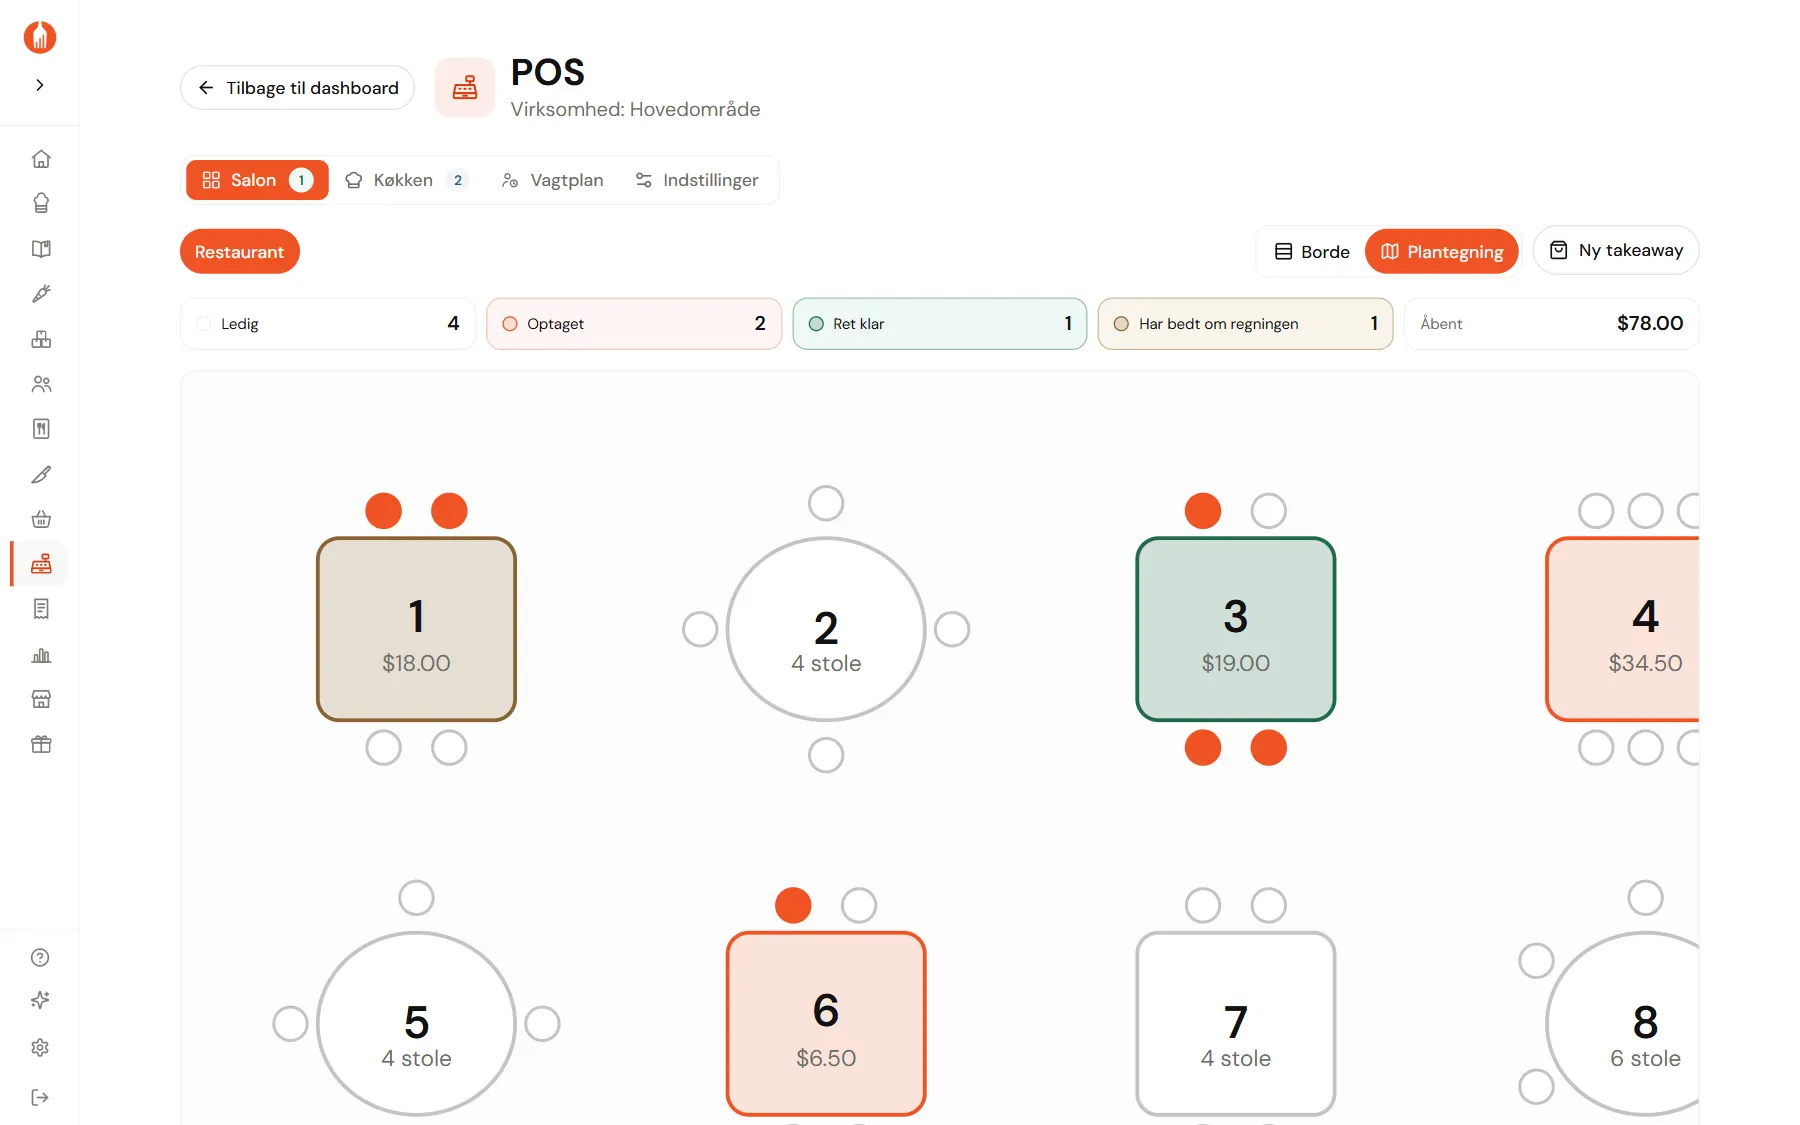 Tilbage til dashboard
POS
Virksomhed: Hovedområde
Salon 1
Køkken 2
Vagtplan
Indstillinger
Restaurant
Borde
Plantegning
Ny takeaway
Ledig 4
Optaget 2
Ret klar 1
Har bedt om regningen 1
Åbent $78.00
1
$18.00
2
4 stole
3
$19.00
4
$34.50
5
4 stole
6
$6.50
7
4 stole
8
6 stole